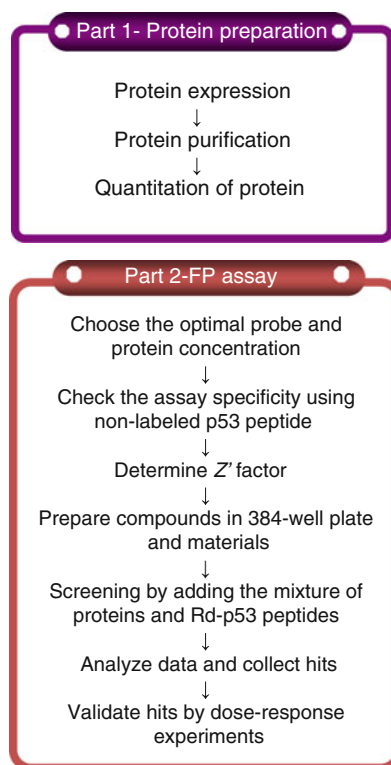 Part 1- Protein preparation
Protein expression
↓
Protein purification
↓
Quantitation of protein
Part 2-FP assay
Choose the optimal probe and
protein concentration
↓
Check the assay specificity using
non-labeled p53 peptide
↓
Determine Z' factor
↓
Prepare compounds in 384-well plate
and materials
↓
Screening by adding the mixture of
proteins and Rd-p53 peptides
↓
Analyze data and collect hits
↓
Validate hits by dose-response
experiments